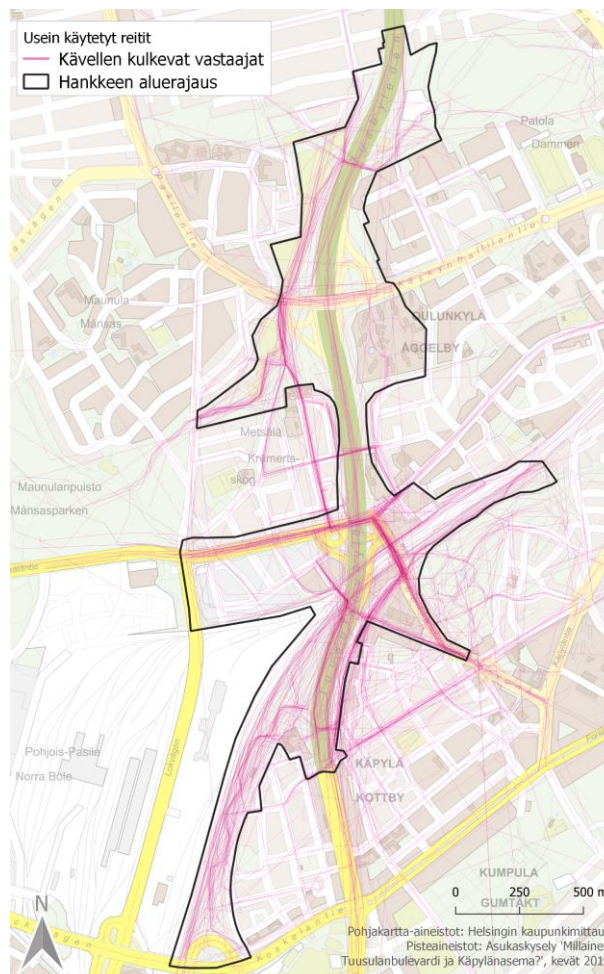 Usein käytetyt reitit
Kävellen kulkevat vastaajat
Hankkeen aluerajaus
Patola
Dammen
Maunula
Månsas
OULUNKYLÄ
ÅGGELBY
Metsälä
Krämerts-
skog
Maunulanpuisto
Månsasparken
Pohjois-Pasila
Norra Böle
KÄPYLÄ
KOTTBY
KUMPULA
GUMTÄKT
0 250 500 m
N
Koskelantie
Pohjakartta-aineistot: Helsingin kaupunkimittau
Pisteaineistot: Asukaskysely 'Millaine
Tuusulanbulevardi ja Käpylänasema?', kevät 201